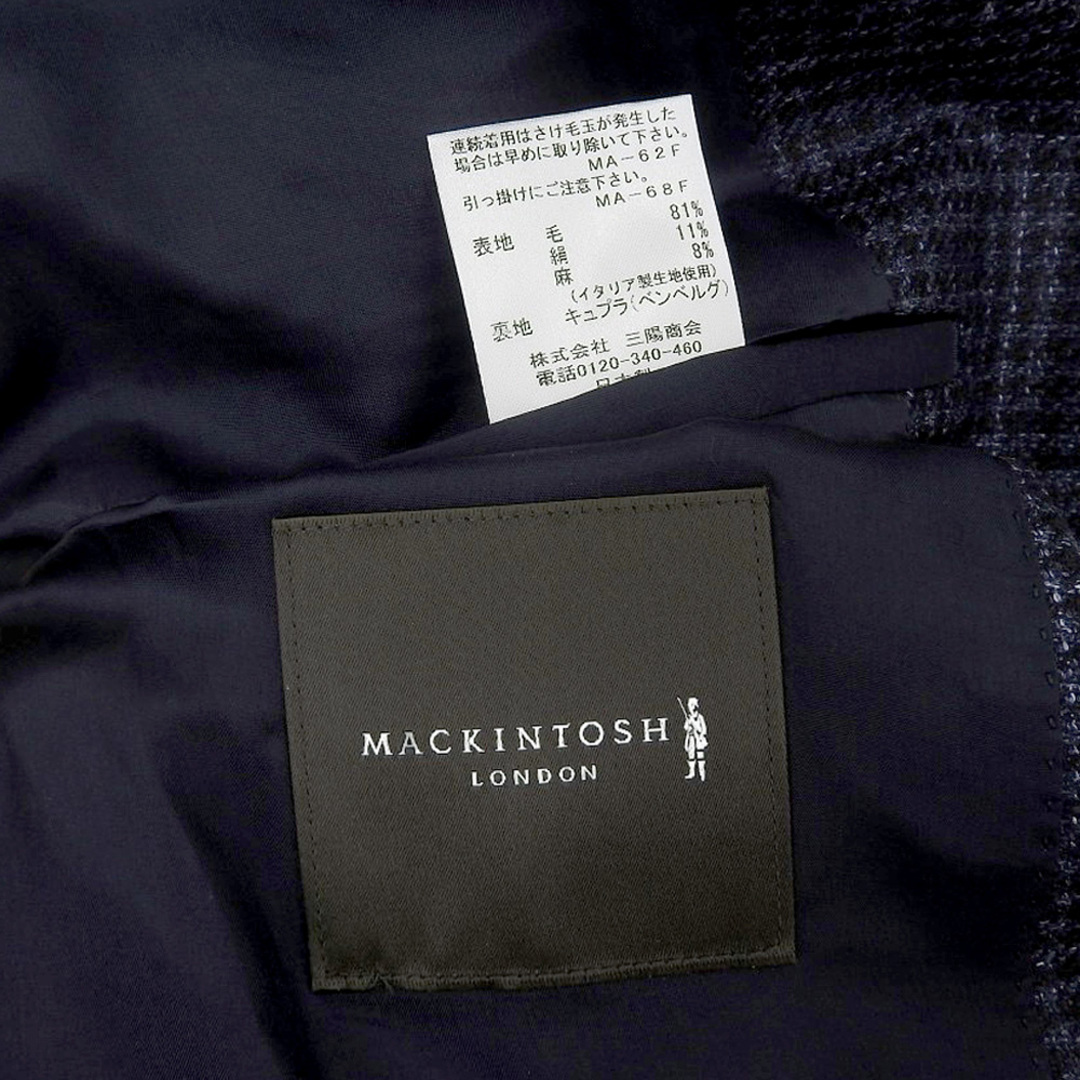 連続着用はさけ毛玉が発生した
場合は早めに取り除いて下さい。
MA-62F
引っ掛けにご注意下さい。
MA-68F
表地 毛 81%
絹 11%
麻 8%
(イタリア製生地使用)
裏地 キュプラ(ベンベルグ)
株式会社 三陽商会
電話0120-340-460
MACKINTOSH
LONDON